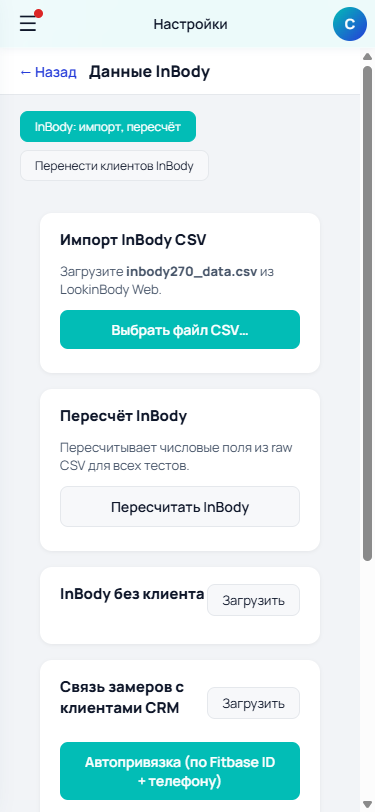 Настройки
C
← Назад Данные InBody
InBody: импорт, пересчёт
Перенести клиентов InBody
Импорт InBody CSV
Загрузите inbody270_data.csv из
LookinBody Web.
Выбрать файл CSV...
Пересчёт InBody
Пересчитывает числовые поля из raw
CSV для всех тестов.
Пересчитать InBody
InBody без клиента
Загрузить
Связь замеров с
клиентами CRM
Загрузить
Автопривязка (по Fitbase ID
+ телефону)